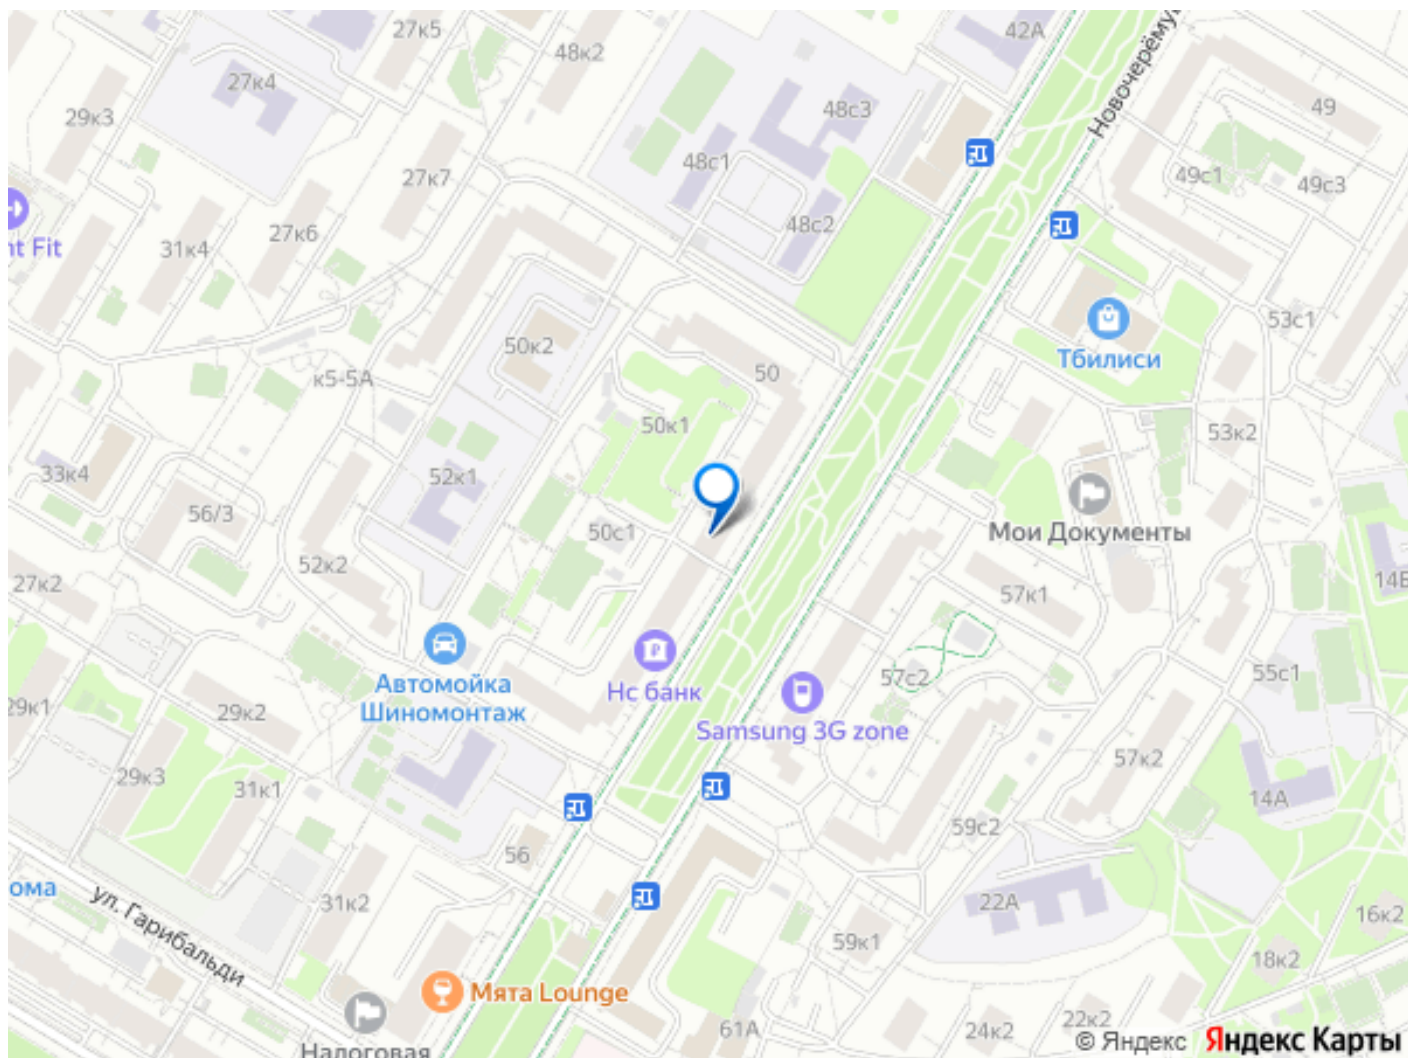 27к5
42А
48к2
27к4
Новочерёму
49
29к3
48с3
48с1
27к7
49с1
49с3
48с2
27к6
nt Fit
31к4
53с1
50к2
Тбилиси
50
к5-5А
50к1
53к2
33к4
52к1
56/3
50с1
Мои Документы
52к2
27к2
57к1
14В
55с1
57с2
Автомойка
Шиномонтаж
Нс банк
Samsung 3G zone
29к1
29к2
57к2
29к3
31к1
14А
59с2
56
ома
ул. Гарибальди
31к2
22А
16к2
59к1
18к2
Мята Lounge
61А
24к2
22к2
© Яндекс
Яндекс Карты
Налоговая